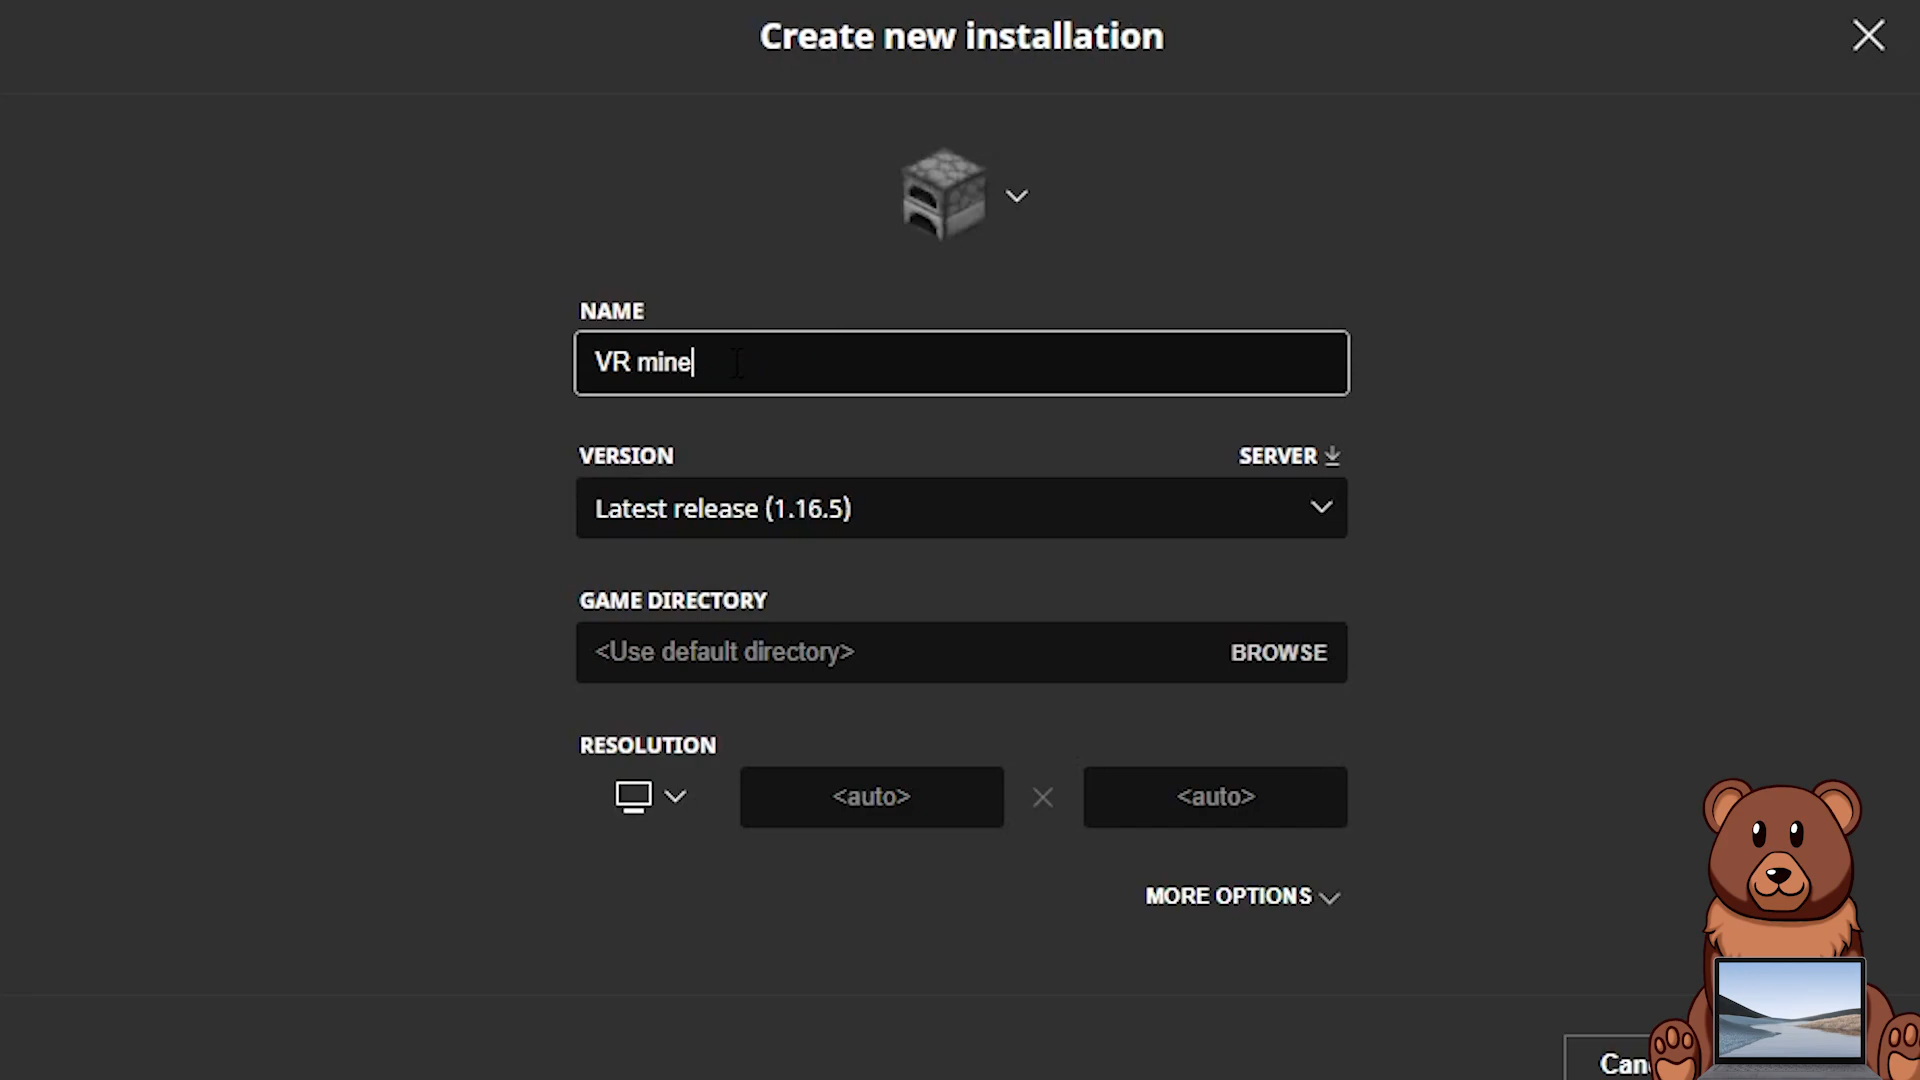 Create new installation
NAME
VR mine
VERSION
SERVER
Latest release (1.16.5)
GAME DIRECTORY
<Use default directory>
BROWSE
RESOLUTION
<auto>
<auto>
MORE OPTIONS